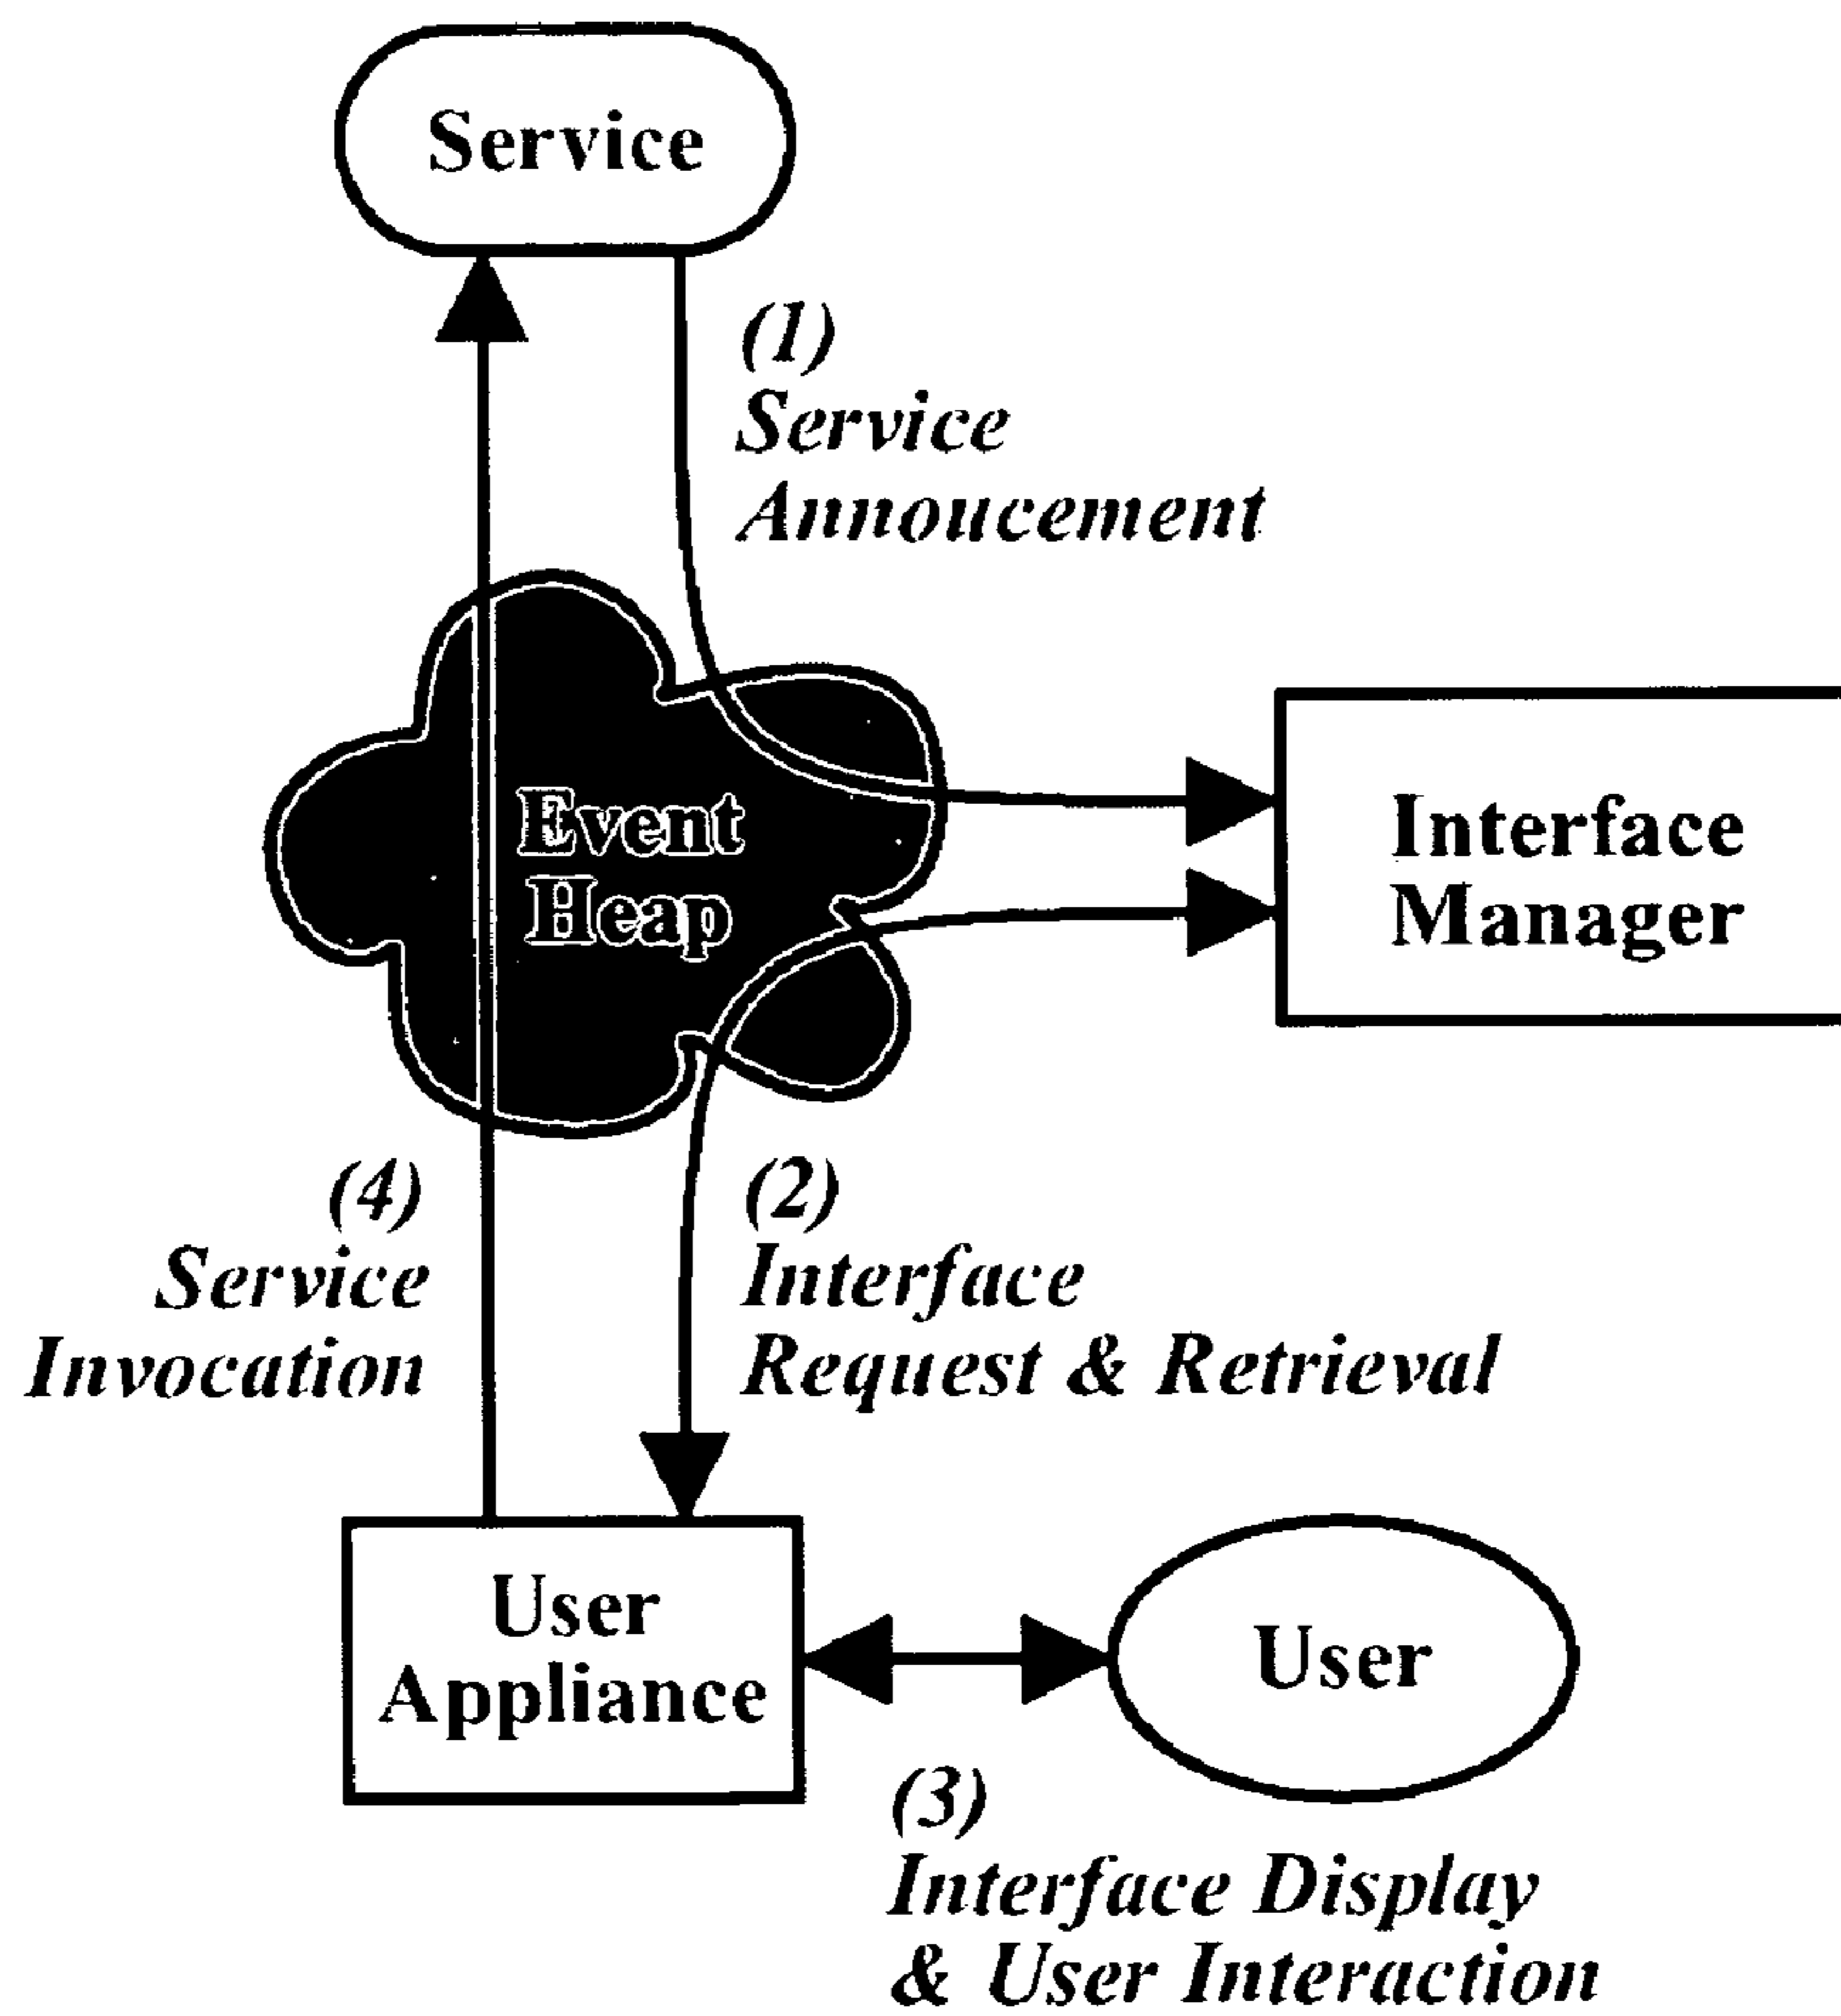 Service
(1)
Service
Annoucement
Event
Heap
Interface
Manager
(4)
Service
Invocation
(2)
Interface
Request & Retrieval
User
Appliance
User
(3)
Interface Display
& User Interaction